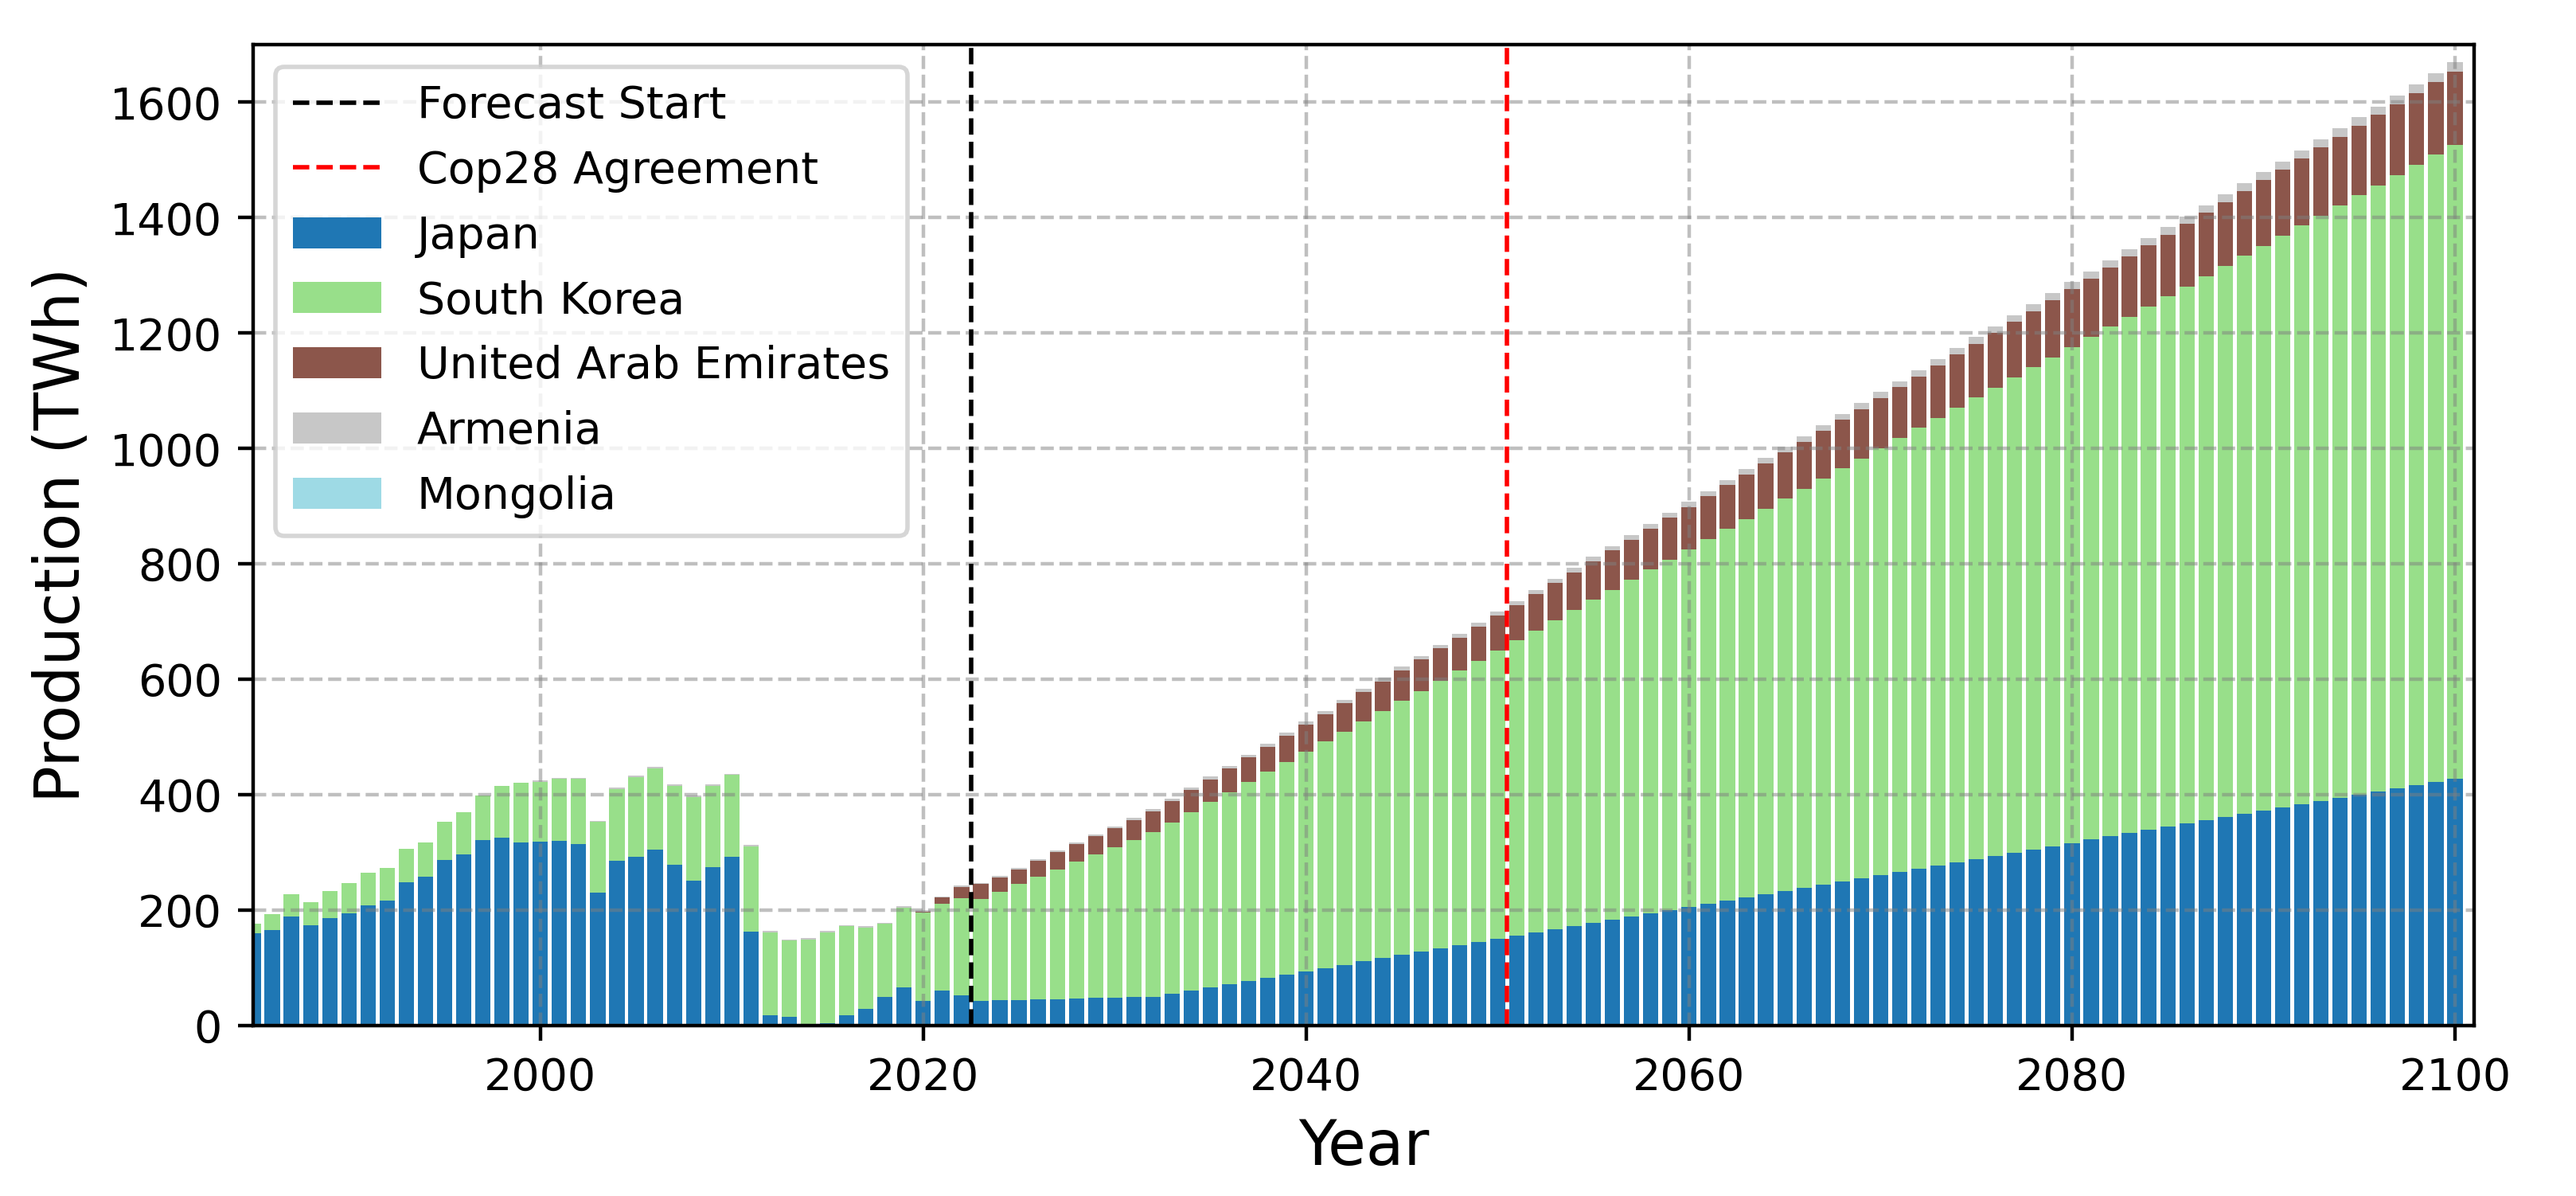 Production (TWh)
1600
1400
1200
1000
800
600
400
200
0
Forecast Start
Cop28 Agreement
Japan
South Korea
United Arab Emirates
Armenia
Mongolia
2000 2020 2040 2060 2080 2100
Year